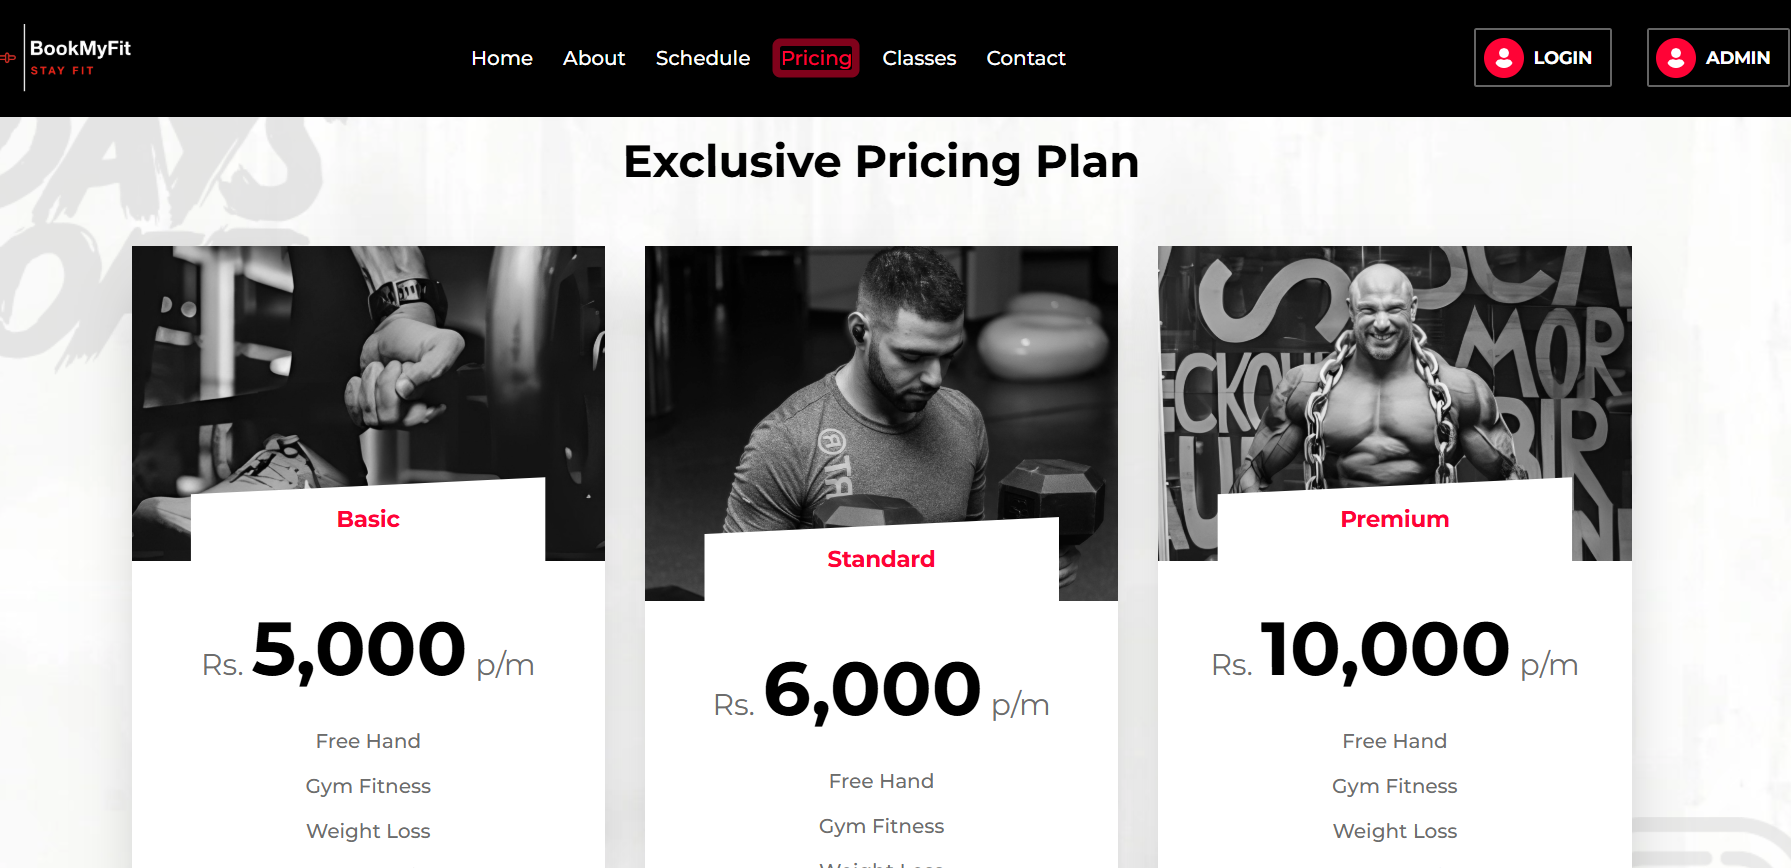 BookMyFit
STAY FIT
Home About Schedule Pricing Classes Contact
LOGIN
ADMIN
Exclusive Pricing Plan
Basic
Rs. 5,000 p/m
Free Hand
Gym Fitness
Weight Loss
Standard
Rs. 6,000 p/m
Free Hand
Gym Fitness
Weight Loss
Premium
Rs. 10,000 p/m
Free Hand
Gym Fitness
Weight Loss